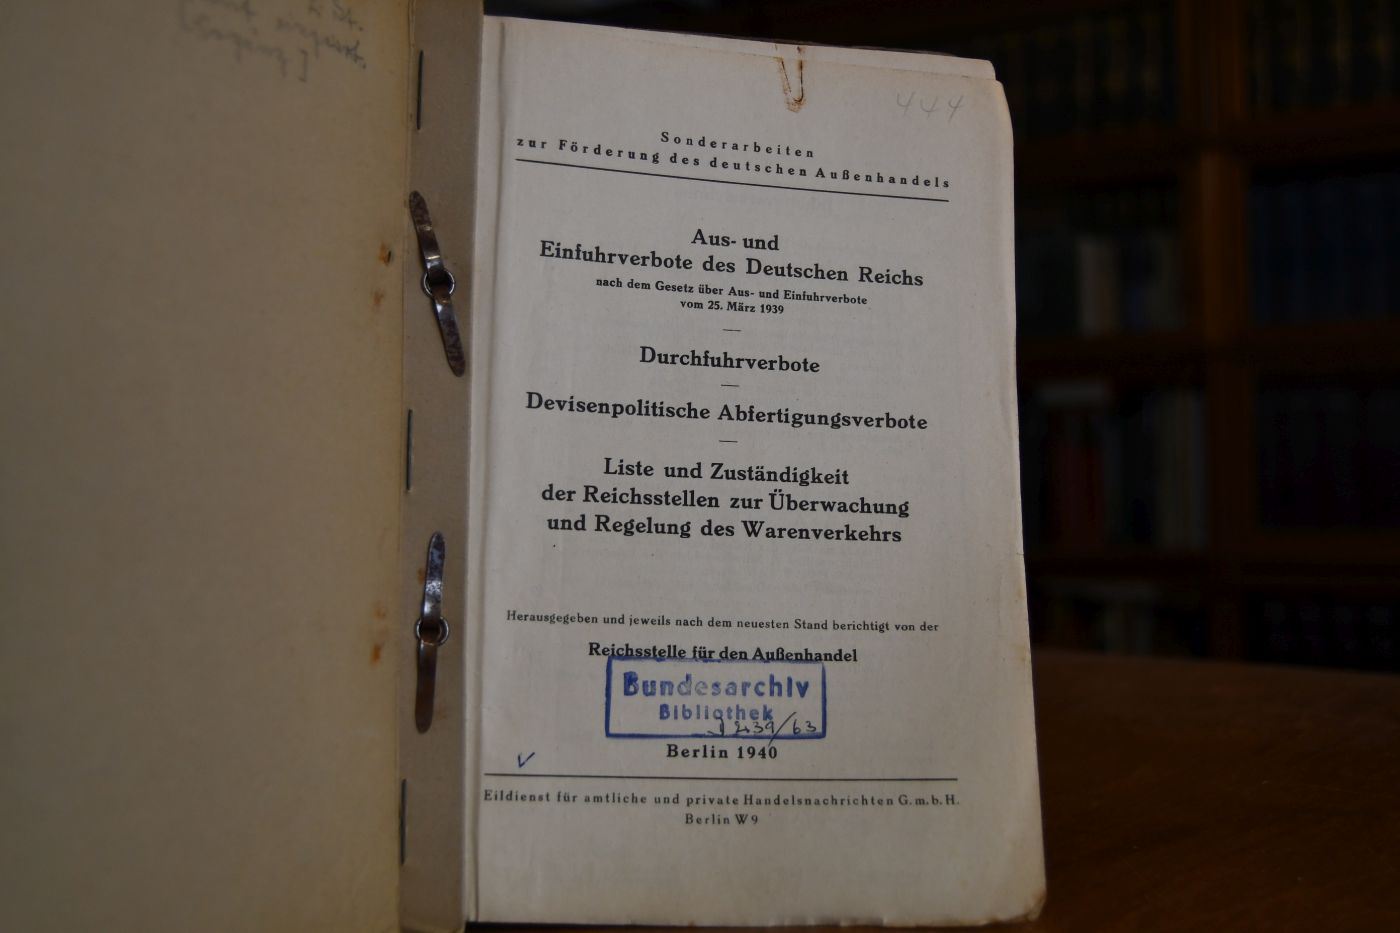 444
Sonderarbeiten
zur Förderung des deutschen Außenhandels
Aus- und
Einfuhrverbote des Deutschen Reichs
nach dem Gesetz über Aus- und Einfuhrverbote
vom 25. März 1939
Durchfuhrverbote
Devisenpolitische Abfertigungsverbote
Liste und Zuständigkeit
der Reichsstellen zur Überwachung
und Regelung des Warenverkehrs
Herausgegeben und jeweils nach dem neuesten Stand berichtigt von der
Reichsstelle für den Außenhandel
Bundesarchiv
Bibliothek
Berlin 1940
Eildienst für amtliche und private Handelsnachrichten G.m.b.H.
Berlin W 9